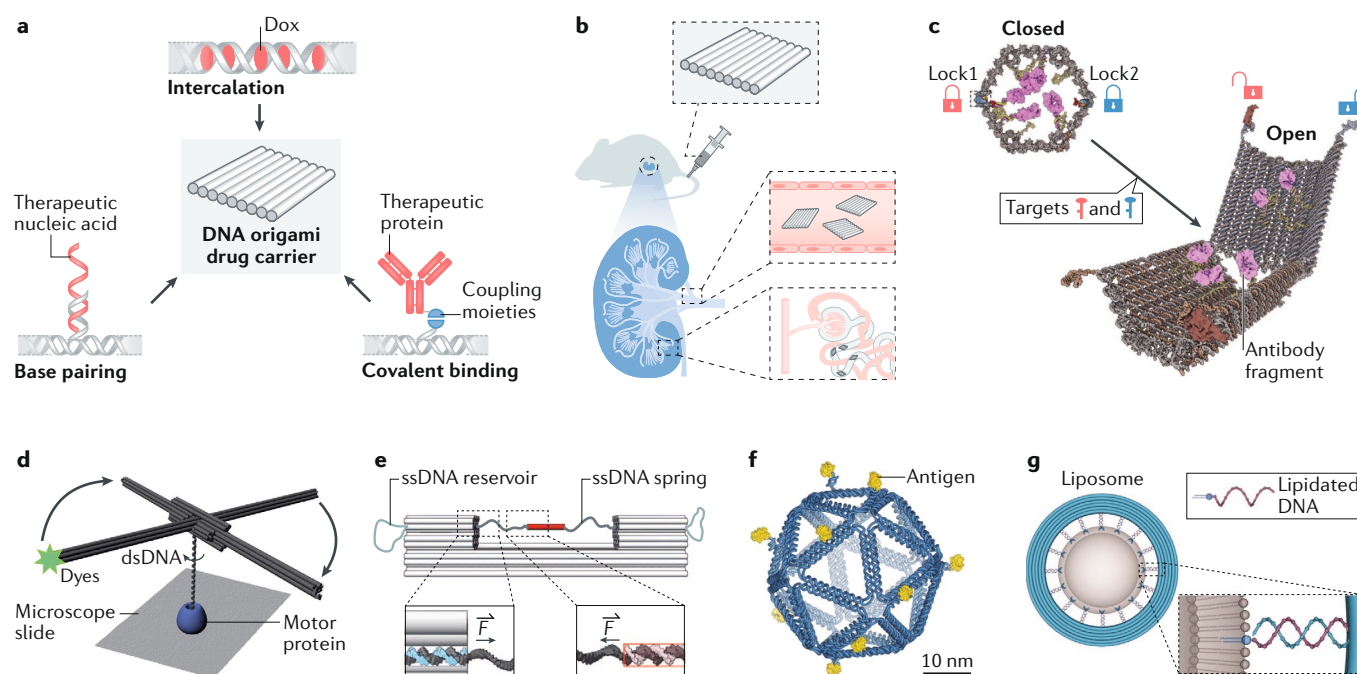 a
Dox
Intercalation
Therapeutic
nucleic acid
DNA origami
drug carrier
Therapeutic
protein
Coupling
moieties
Base pairing
Covalent binding
b
c
Closed
Lock1
Lock2
Open
Targets and
Antibody
fragment
d
dsDNA
Dyes
Microscope
slide
Motor
protein
e
ssDNA reservoir
ssDNA spring
F
F
f
Antigen
10 nm
g
Liposome
Lipidated
DNA